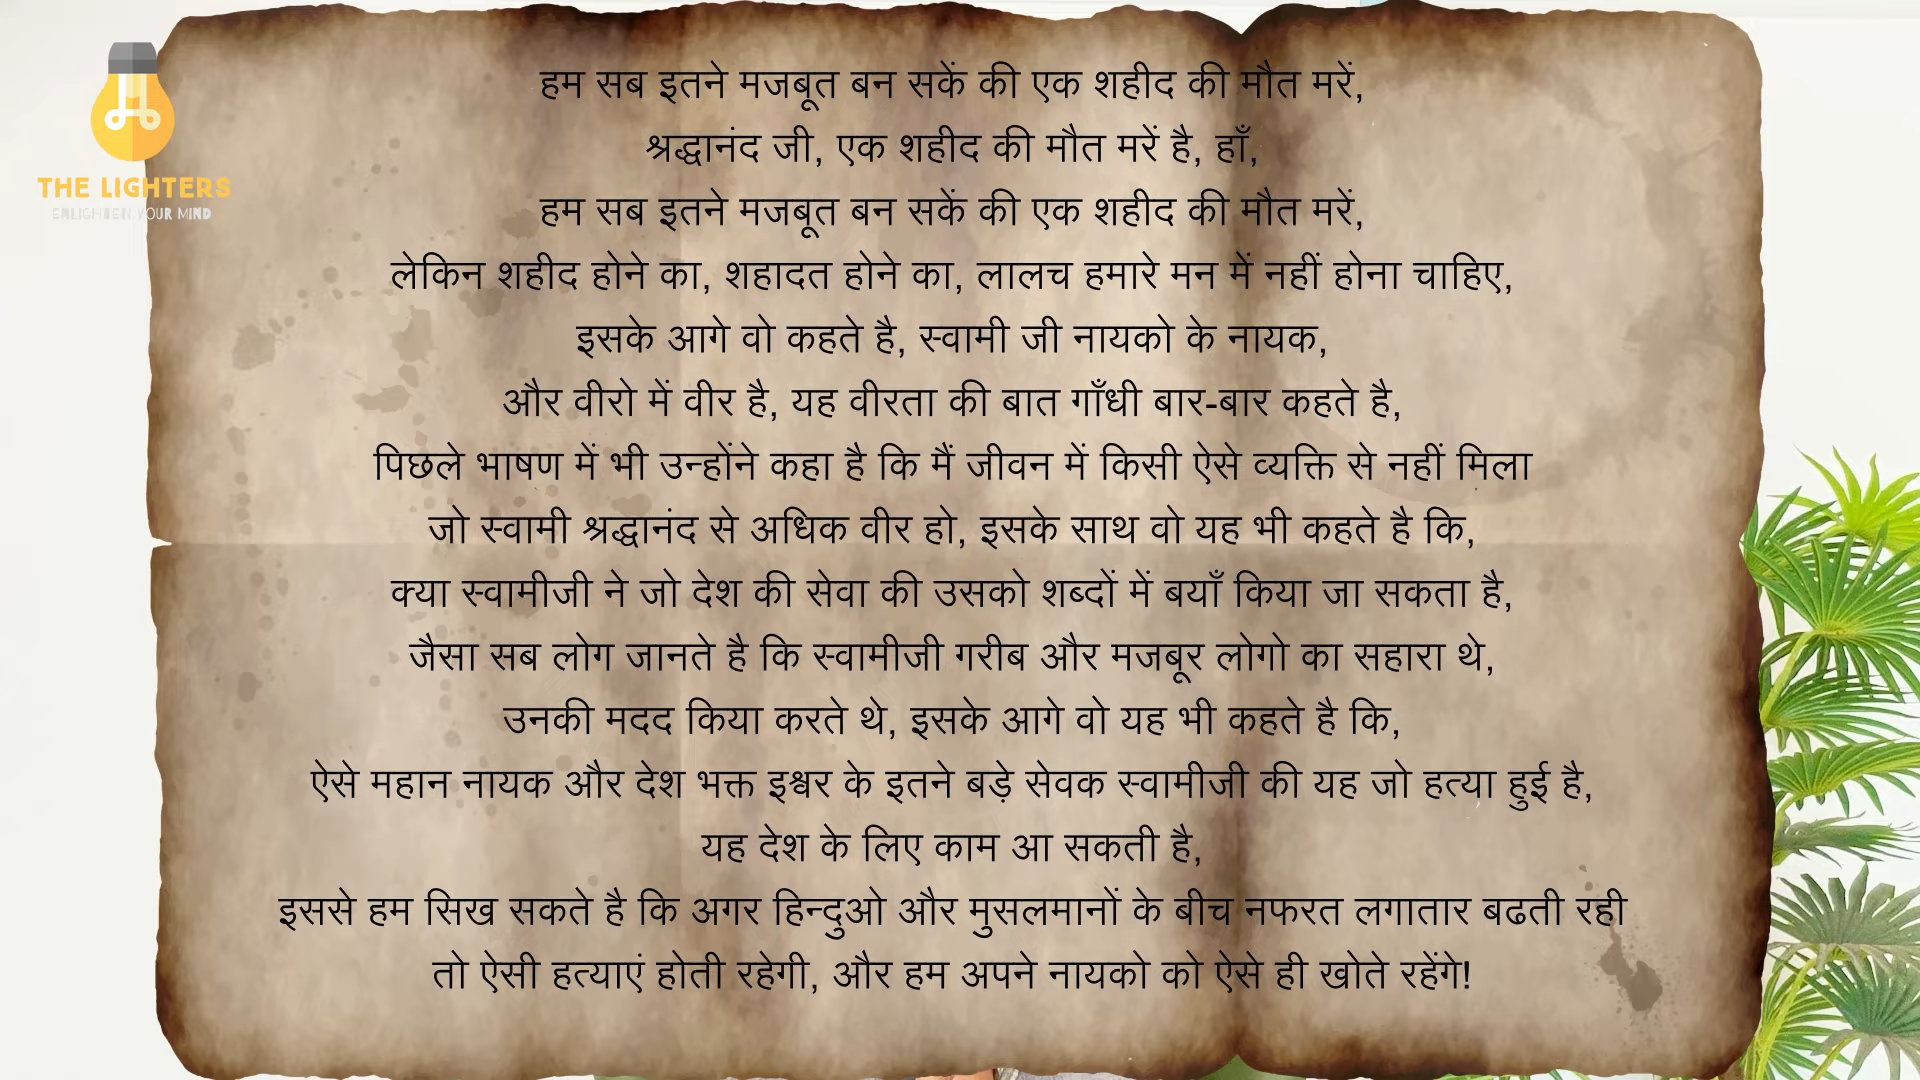 THE LIGHTERS
ENLIGHTEN YOUR MIND
हम सब इतने मजबूत बन सकें की एक शहीद की मौत मरें,
श्रद्धानंद जी, एक शहीद की मौत मरें है, हाँ,
हम सब इतने मजबूत बन सकें की एक शहीद की मौत मरें,
लेकिन शहीद होने का, शहादत होने का, लालच हमारे मन में नहीं होना चाहिए,
इसके आगे वो कहते है, स्वामी जी नायको के नायक,
और वीरो में वीर है, यह वीरता की बात गाँधी बार-बार कहते है,
पिछले भाषण में भी उन्होंने कहा है कि मैं जीवन में किसी ऐसे व्यक्ति से नहीं मिला
जो स्वामी श्रद्धानंद से अधिक वीर हो, इसके साथ वो यह भी कहते है कि,
क्या स्वामीजी ने जो देश की सेवा की उसको शब्दों में बयाँ किया जा सकता है,
जैसा सब लोग जानते है कि स्वामीजी गरीब और मजबूर लोगो का सहारा थे,
उनकी मदद किया करते थे, इसके आगे वो यह भी कहते है कि,
ऐसे महान नायक और देश भक्त इश्वर के इतने बड़े सेवक स्वामीजी की यह जो हत्या हुई है,
यह देश के लिए काम आ सकती है,
इससे हम सिख सकते है कि अगर हिन्दुओ और मुसलमानों के बीच नफरत लगातार बढती रही
तो ऐसी हत्याएं होती रहेगी, और हम अपने नायको को ऐसे ही खोते रहेंगे!